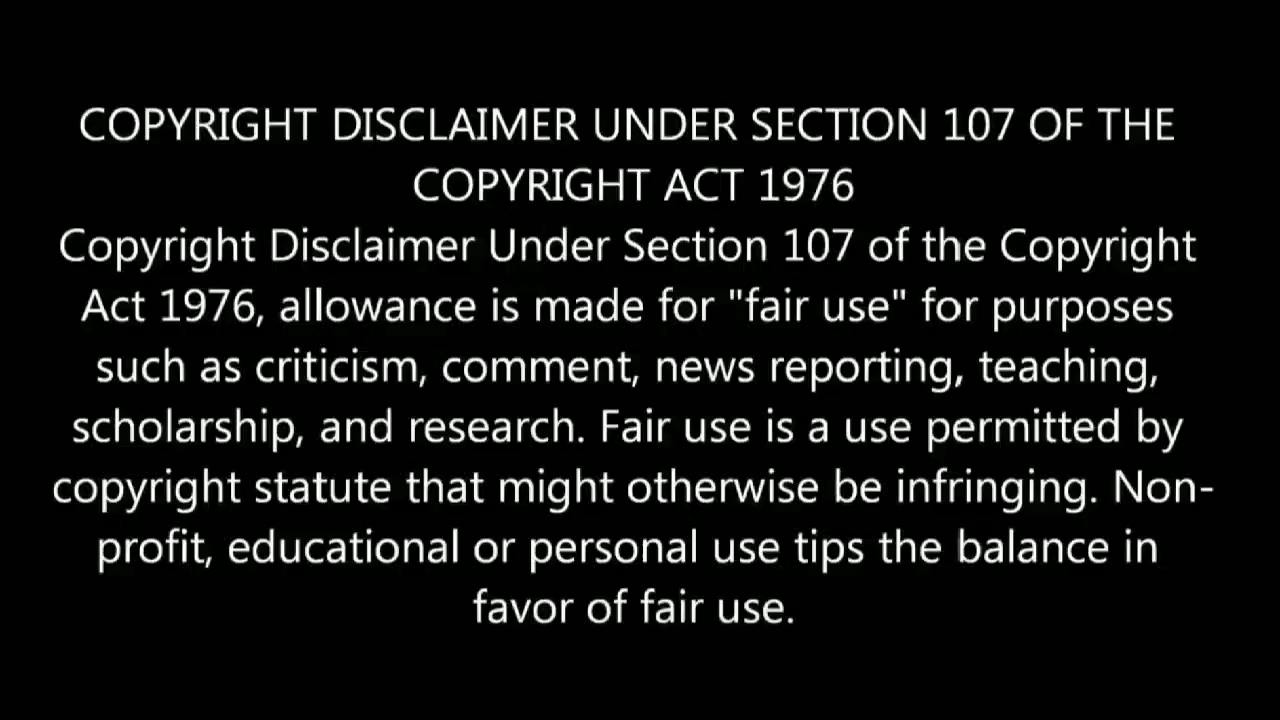 COPYRIGHT DISCLAIMER UNDER SECTION 107 OF THE
COPYRIGHT ACT 1976
Copyright Disclaimer Under Section 107 of the Copyright
Act 1976, allowance is made for "fair use" for purposes
such as criticism, comment, news reporting, teaching,
scholarship, and research. Fair use is a use permitted by
copyright statute that might otherwise be infringing. Non-
profit, educational or personal use tips the balance in
favor of fair use.